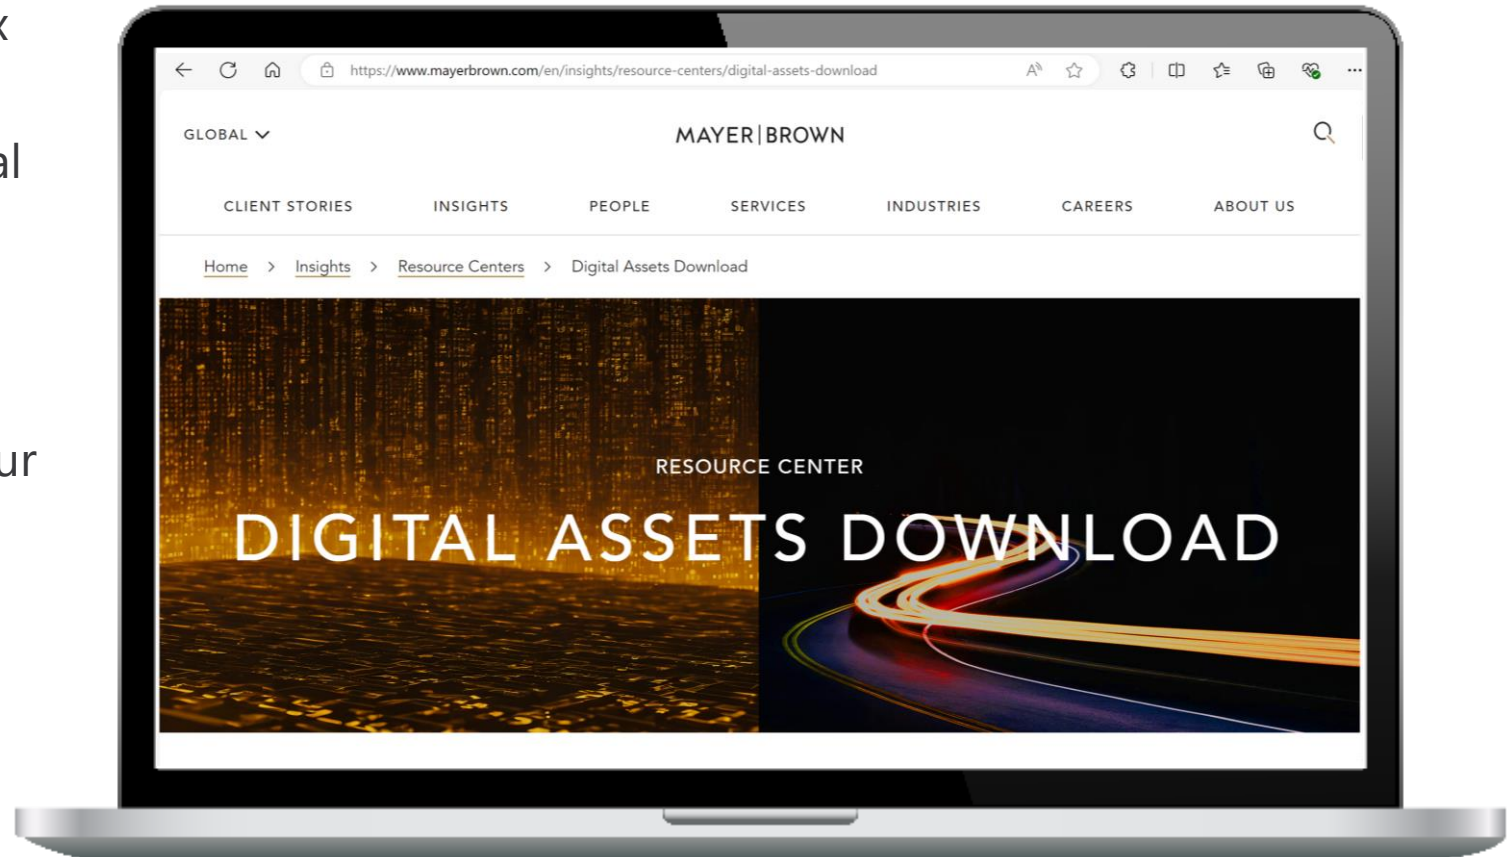 https://www.mayerbrown.com/en/insights/resource-centers/digital-assets-download
GLOBAL
MAYER|BROWN
CLIENT STORIES INSIGHTS PEOPLE SERVICES INDUSTRIES CAREERS ABOUT US
Home > Insights > Resource Centers > Digital Assets Download
RESOURCE CENTER
DIGITAL ASSETS DOWNLOAD